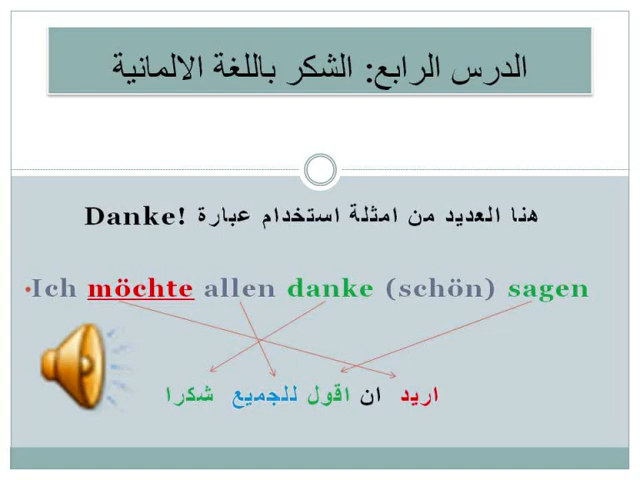 الدرس الرابع: الشكر باللغة الالمانية
هنا العديد من امثلة استخدام عبارة Danke!
Ich möchte allen danke (schön) sagen
اريد ان اقول للجميع شكرا